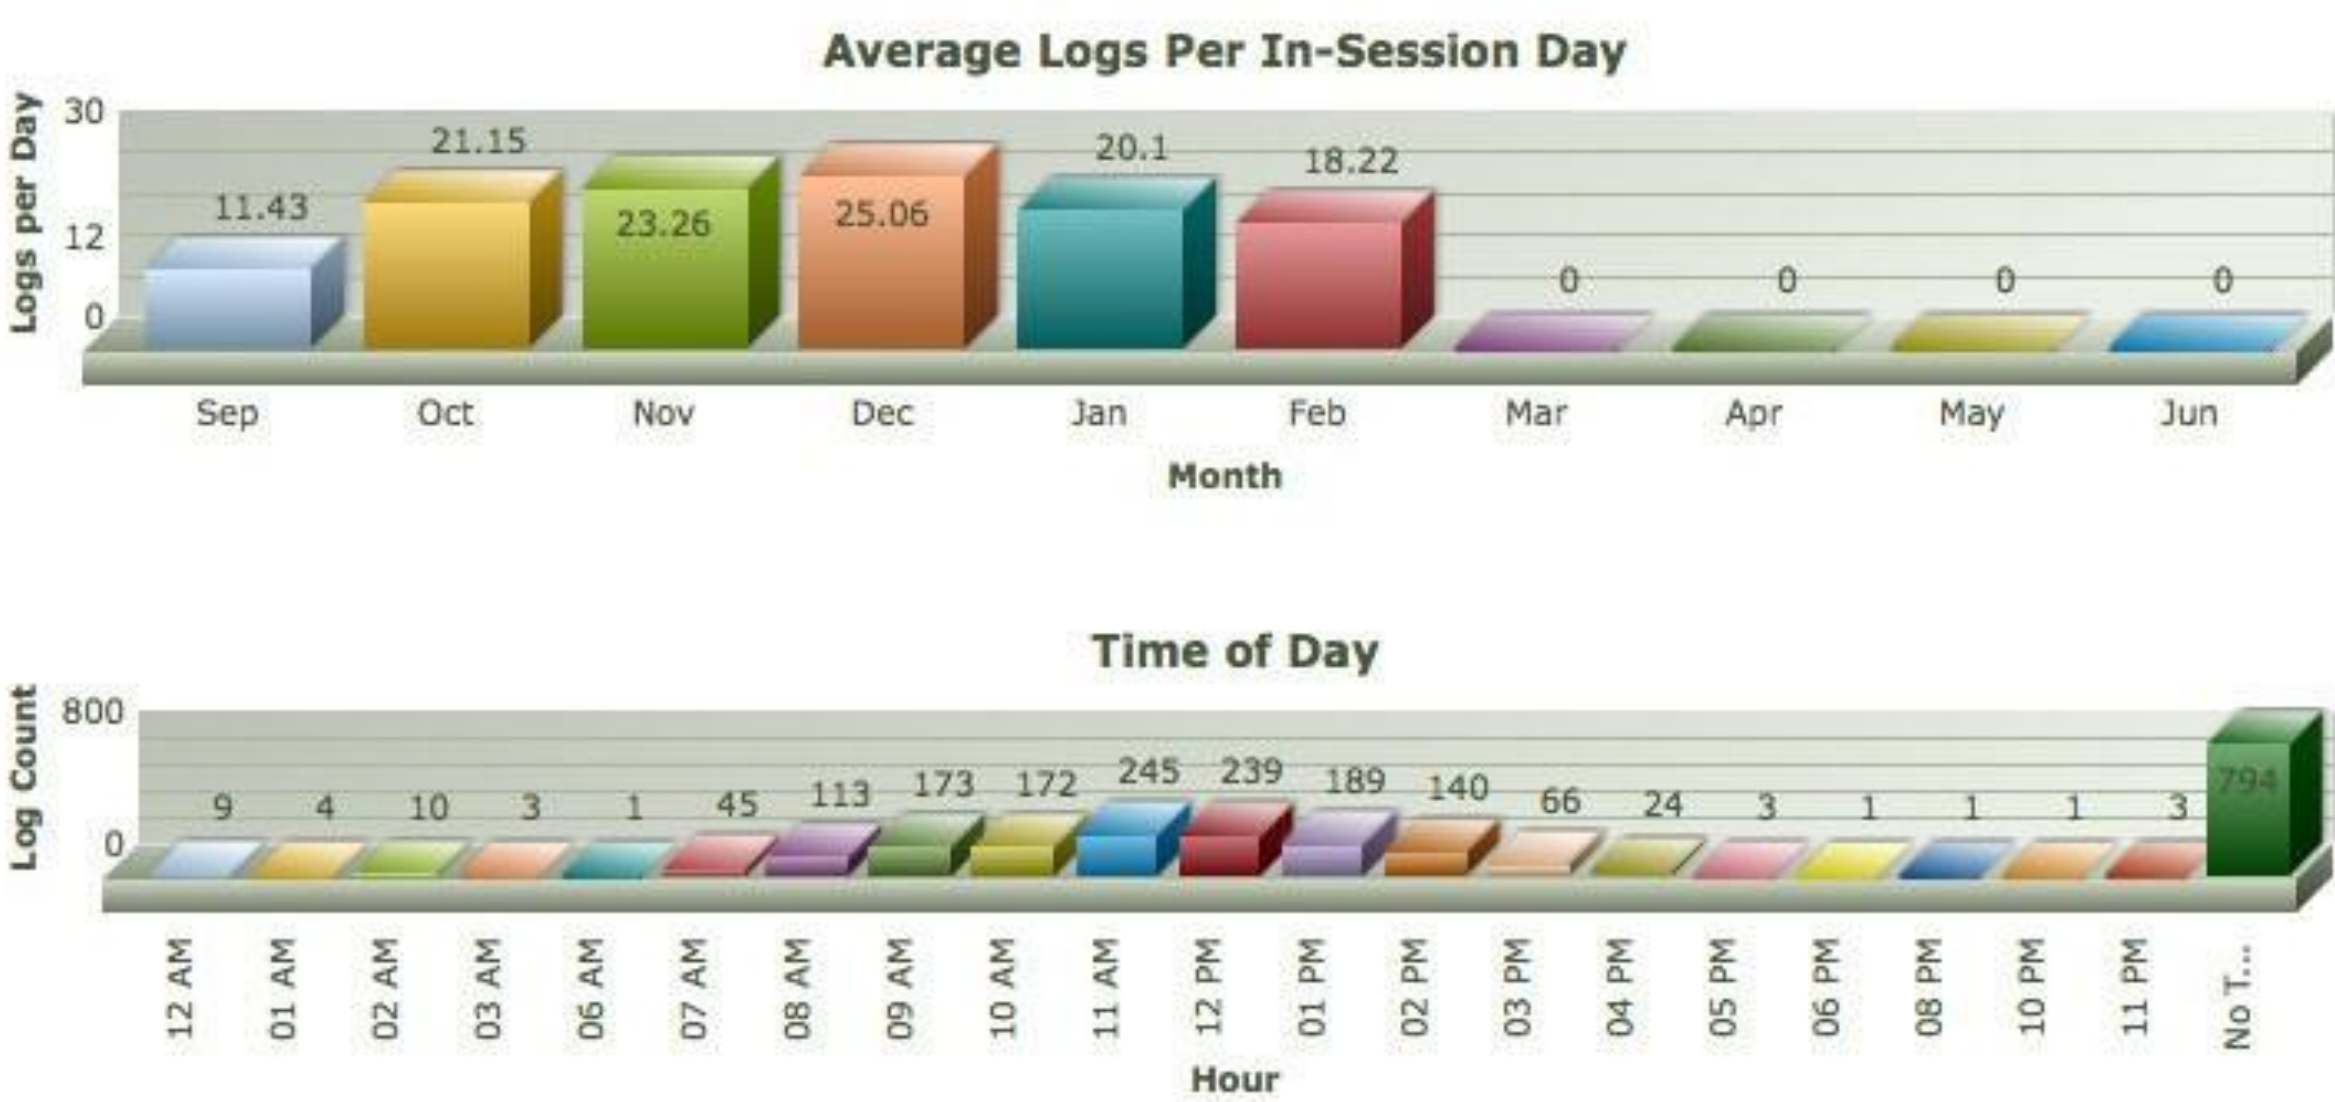 Average Logs Per In-Session Day
Logs per Day
30
12
0
11.43
21.15
23.26
25.06
20.1
18.22
0
0
0
0
Sep Oct Nov Dec Jan Feb Mar Apr May Jun
Month
Time of Day
Log Count
800
0
9 4 10 3 1 45 113 173 172 245 239 189 140 66 24 3 1 1 1 3 794
12 AM
01 AM
02 AM
03 AM
06 AM
07 AM
08 AM
09 AM
10 AM
11 AM
12 PM
01 PM
02 PM
03 PM
04 PM
05 PM
06 PM
08 PM
10 PM
11 PM
No T...
Hour